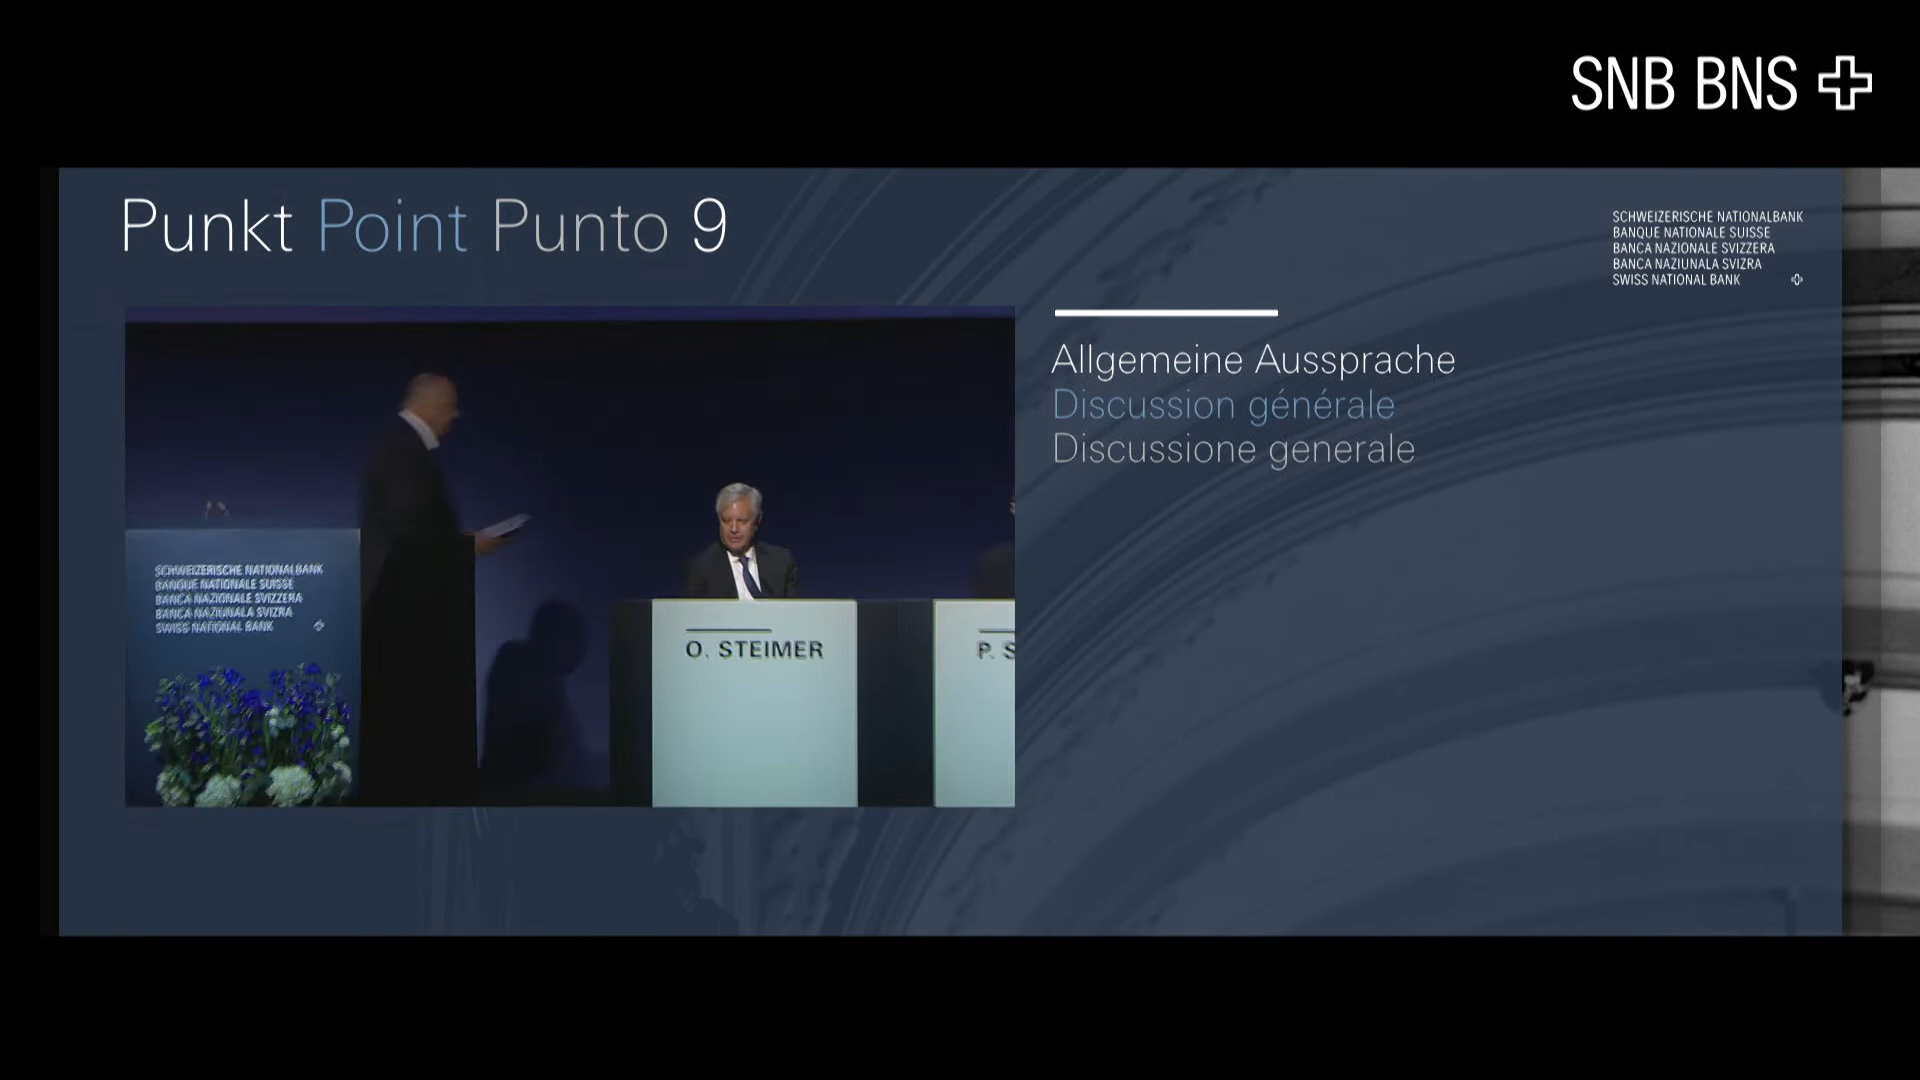 SNB BNS
Punkt Point Punto 9
SCHWEIZERISCHE NATIONALBANK
BANQUE NATIONALE SUISSE
BANCA NAZIONALE SVIZZERA
BANCA NAZIUNALA SVIZRA
SWISS NATIONAL BANK
Allgemeine Aussprache
Discussion générale
Discussione generale
SCHWEIZERISCHE NATIONALBANK
BANQUE NATIONALE SUISSE
BANCA NAZIONALE SVIZZERA
BANCA NAZIUNALA SVIZRA
SWISS NATIONAL BANK
O. STEIMER
P. S